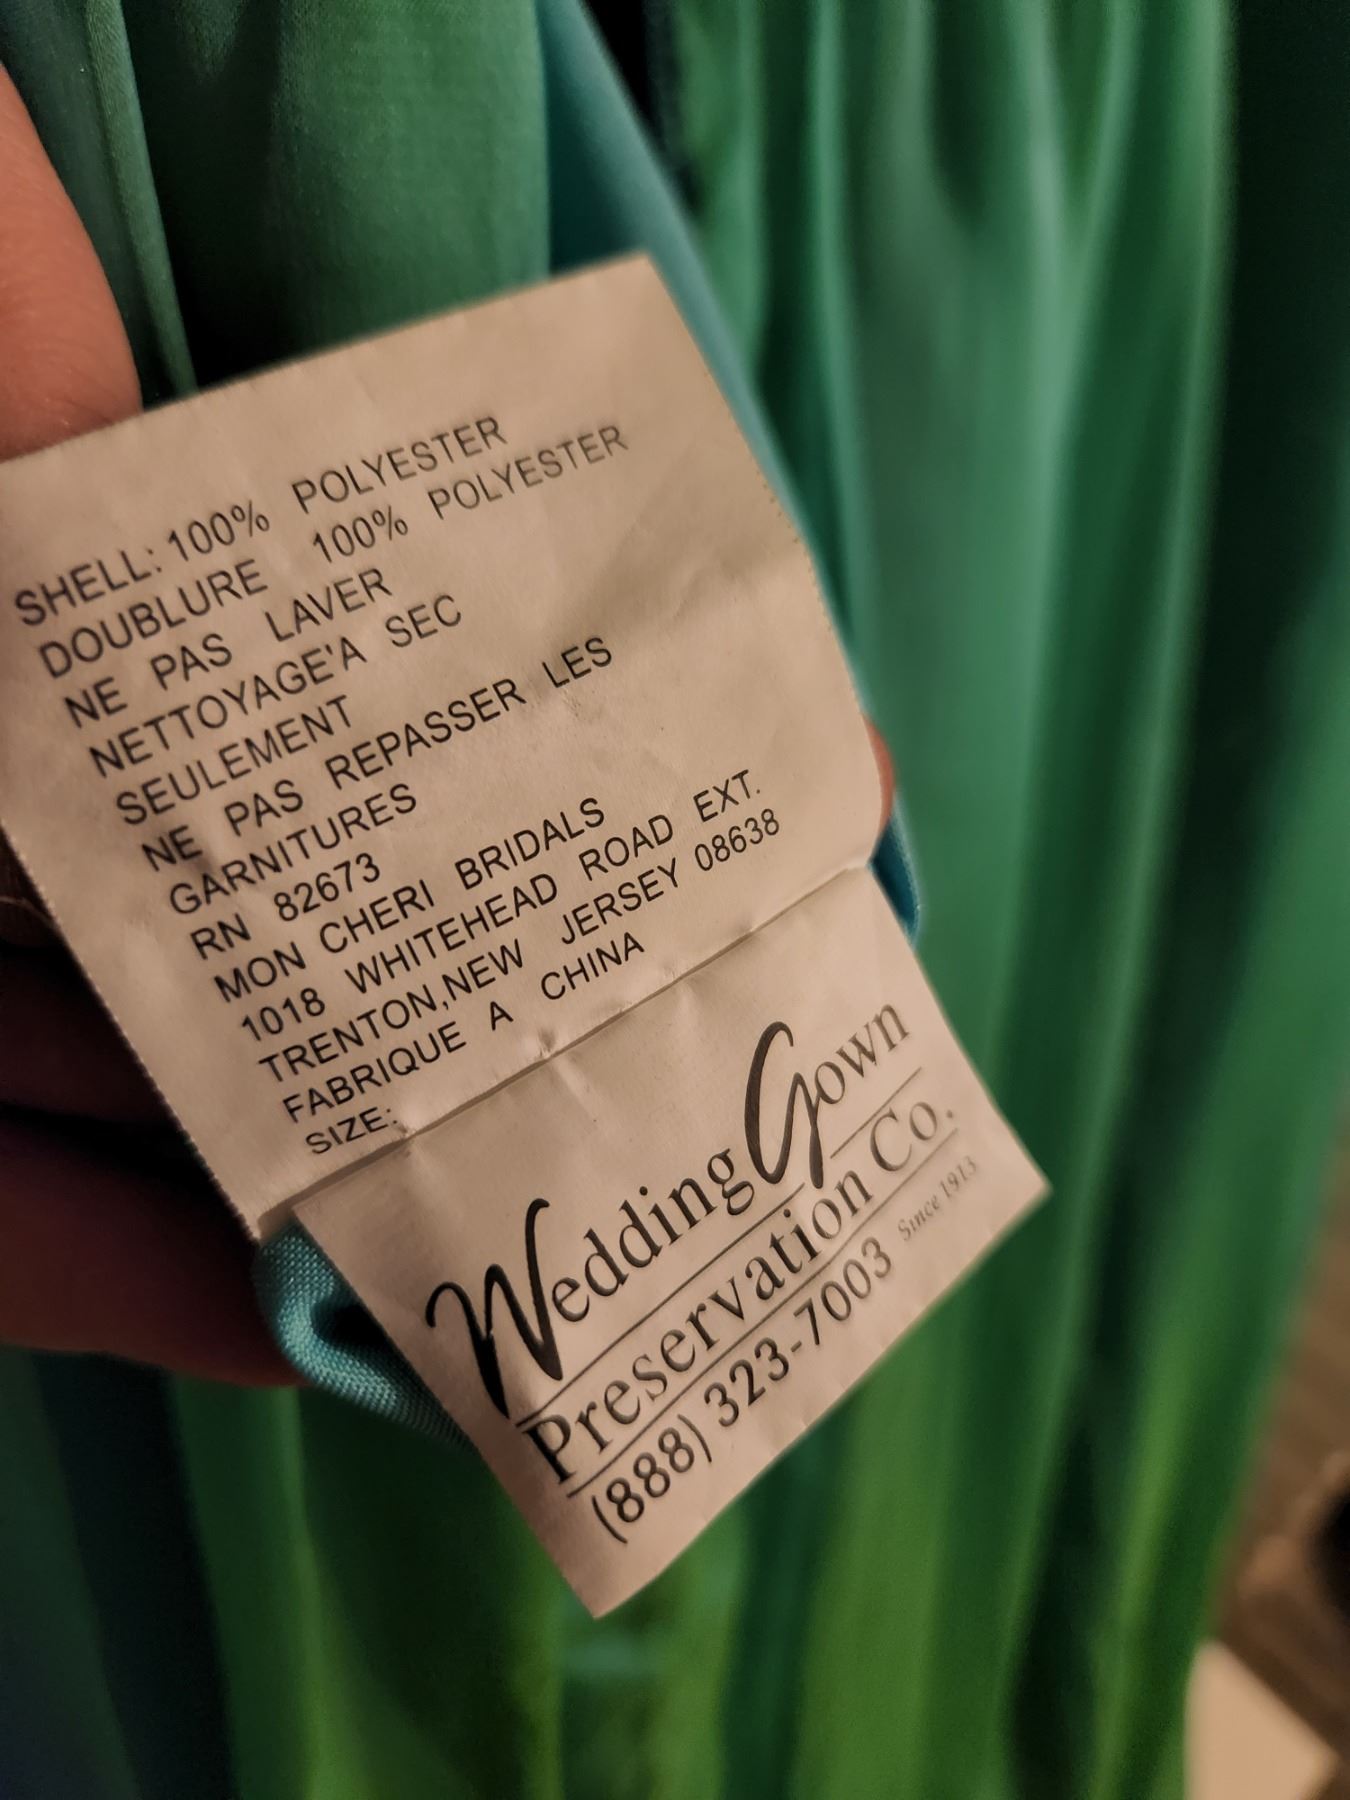 SHELL: 100% POLYESTER
DOUBLURE 100% POLYESTER
NE PAS LAVER
NETTOYAGE'A SEC
SEULEMENT
NE PAS REPASSER LES
GARNITURES
RN 82673
MON CHERI BRIDALS
1018 WHITEHEAD ROAD EXT.
TRENTON,NEW JERSEY 08638
FABRIQUE A CHINA
SIZE:
Wedding Gown
Preservation Co.
Since 1913
(888) 323-7003